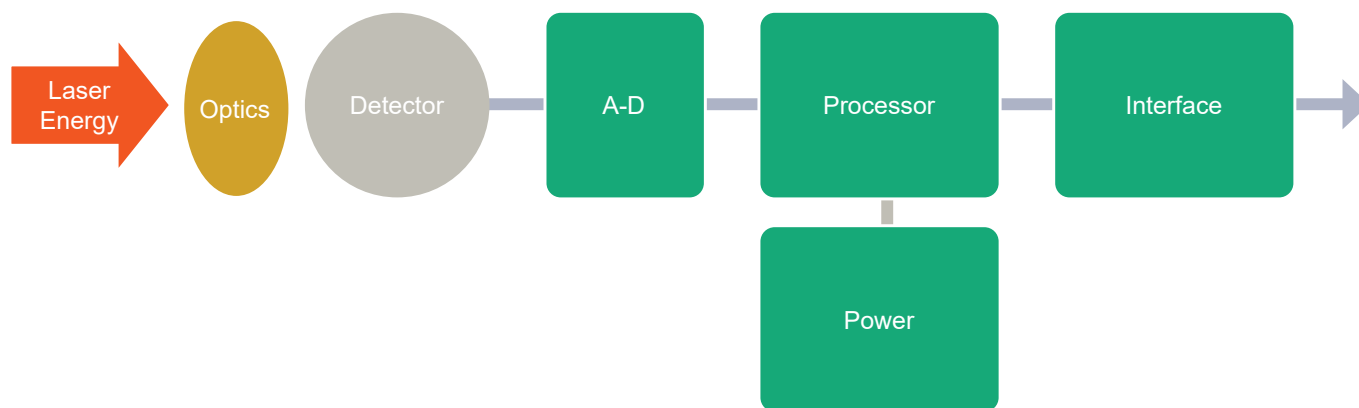 Laser
Energy
Optics
Detector
A-D
Processor
Interface
Power